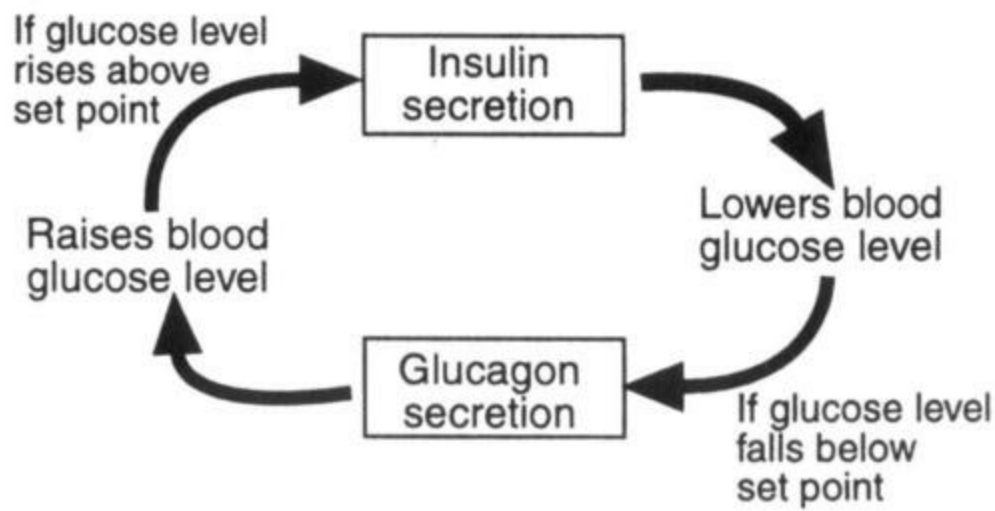 If glucose level
rises above
set point
Insulin
secretion
Lowers blood
glucose level
If glucose level
falls below
set point
Glucagon
secretion
Raises blood
glucose level